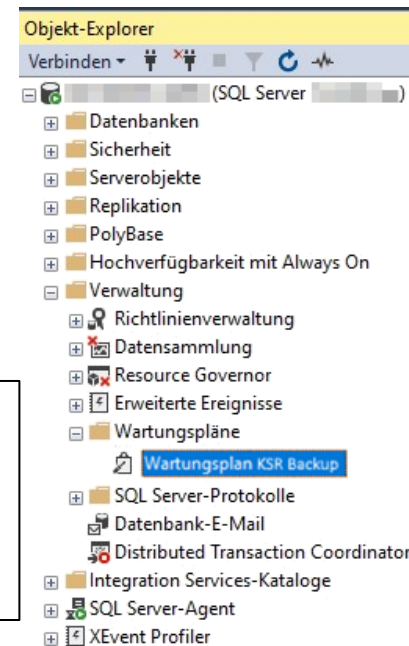 Objekt-Explorer
Verbinden
(SQL Server )
Datenbanken
Sicherheit
Serverobjekte
Replikation
PolyBase
Hochverfügbarkeit mit Always On
Verwaltung
Richtlinienverwaltung
Datensammlung
Resource Governor
Erweiterte Ereignisse
Wartungspläne
Wartungsplan KSR Backup
SQL Server-Protokolle
Datenbank-E-Mail
Distributed Transaction Coordinator
Integration Services-Kataloge
SQL Server-Agent
XEvent Profiler